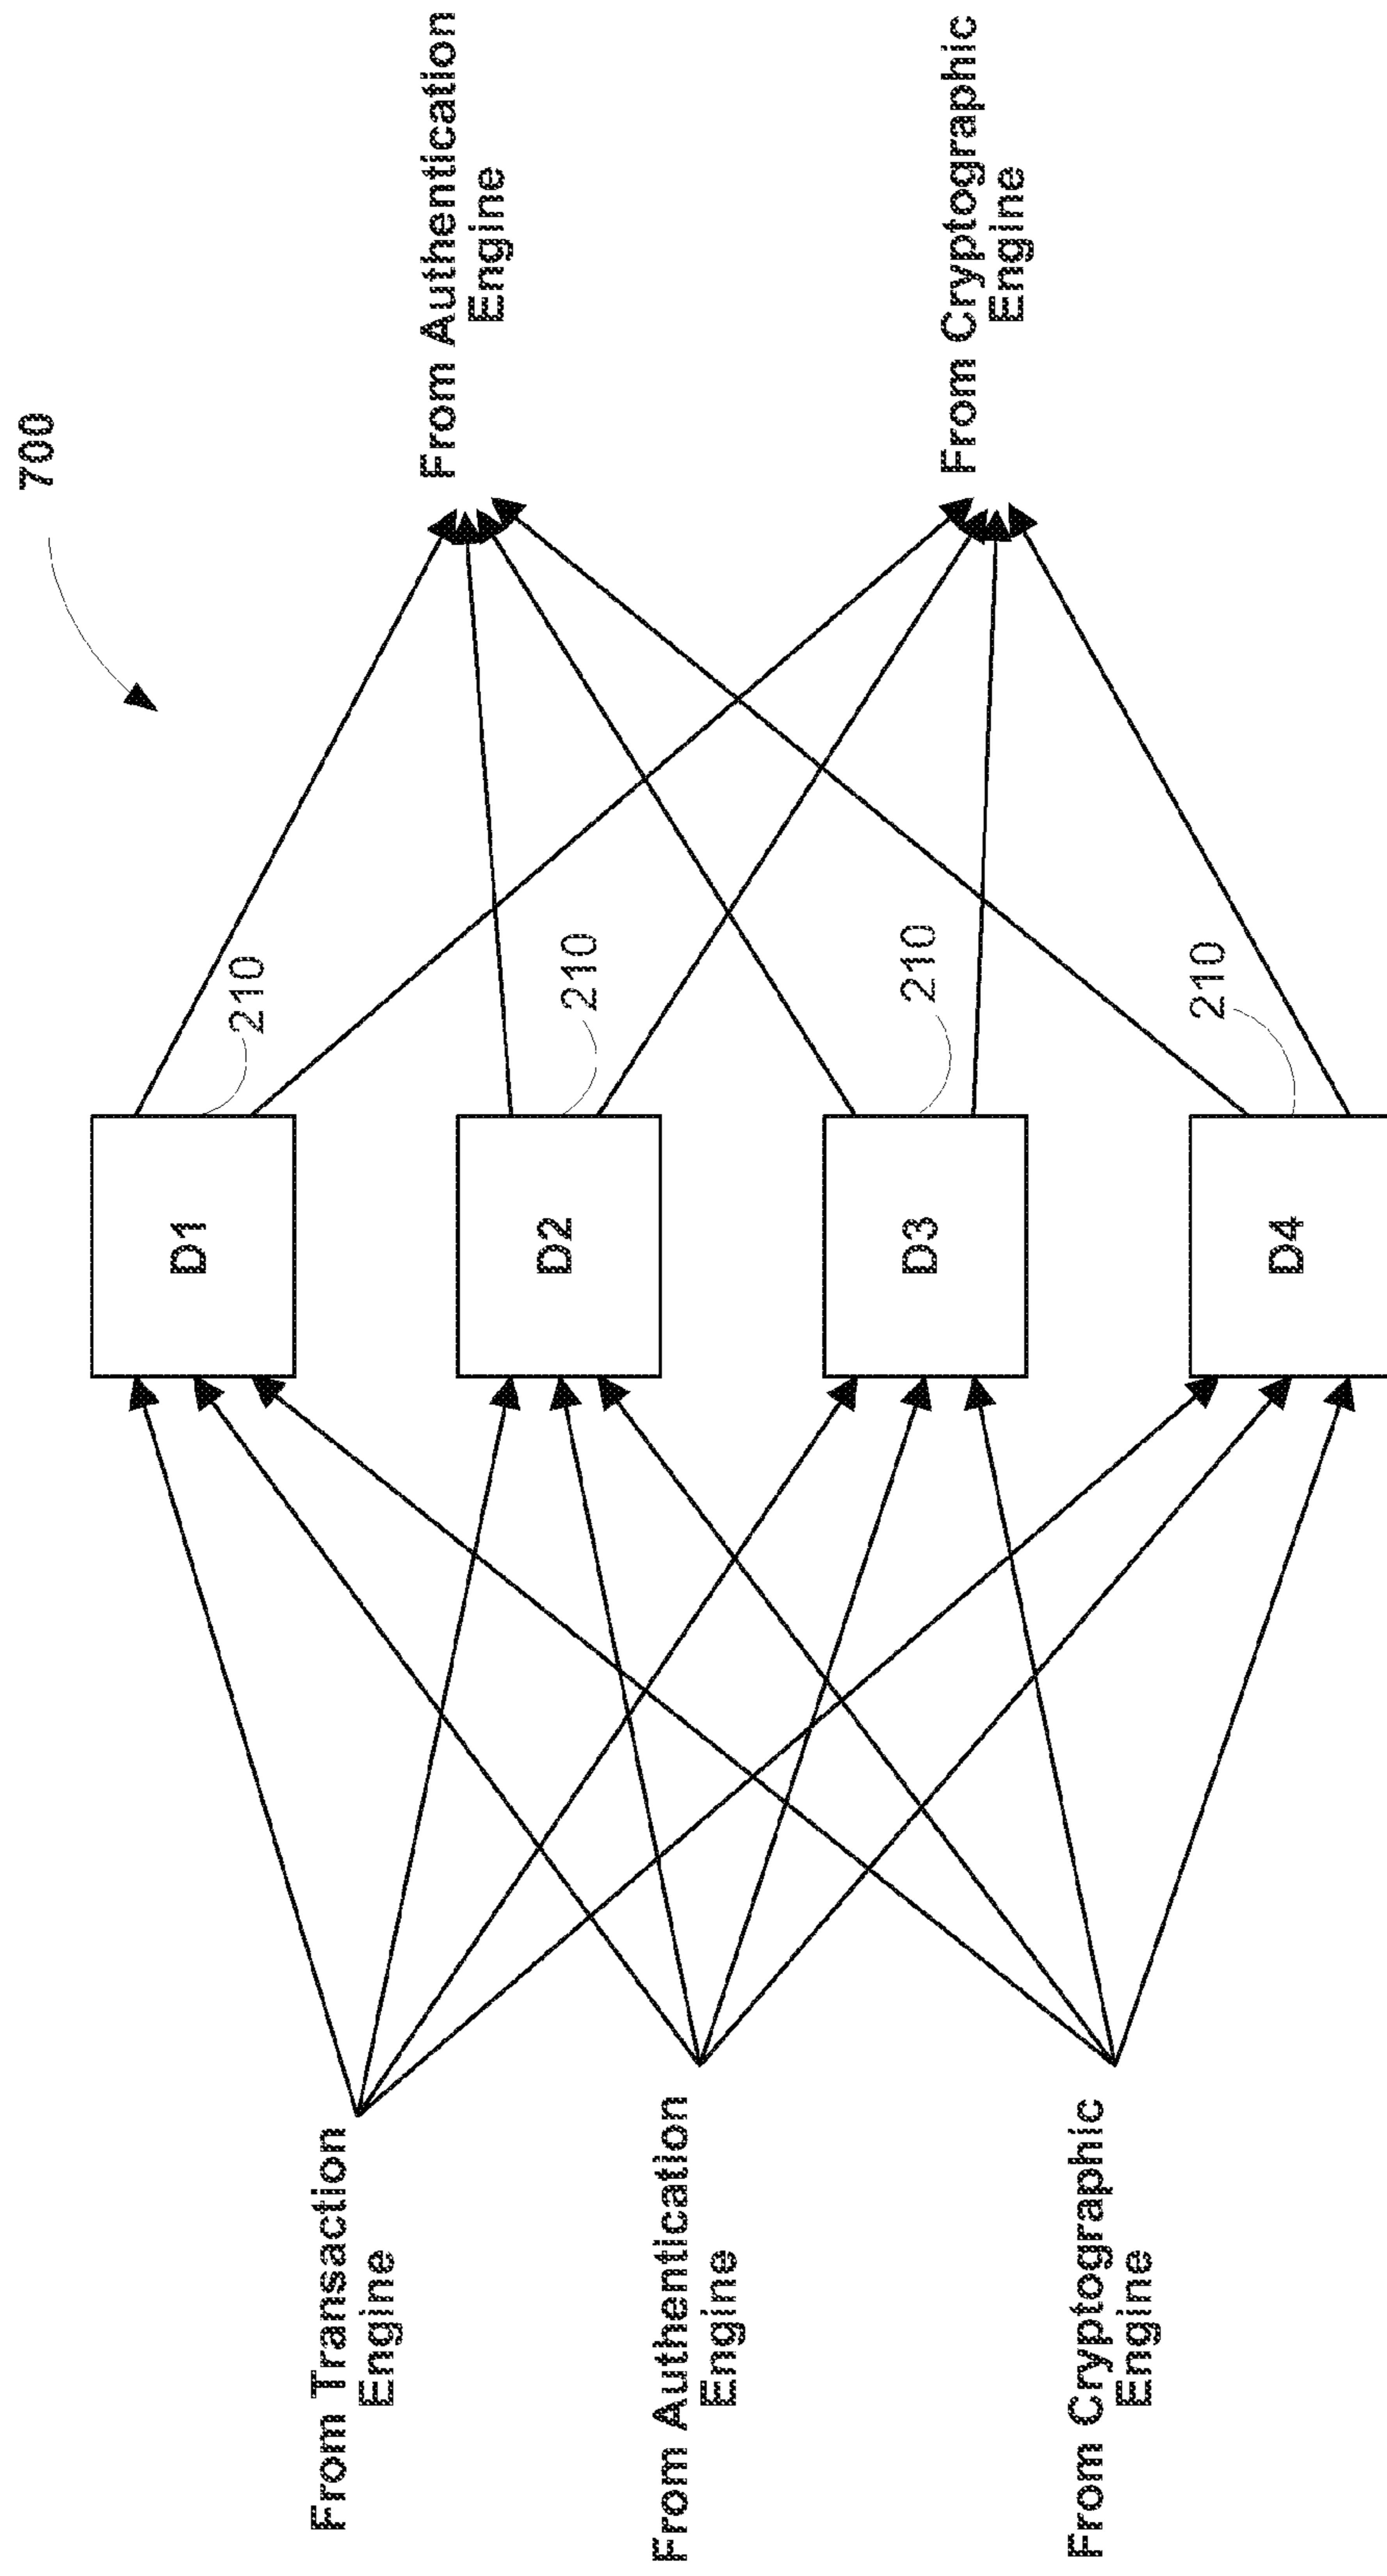 700
From Transaction
Engine
From Authentication
Engine
From Cryptographic
Engine
D1
210
D2
210
D3
210
D4
210
From Authentication
Engine
From Cryptographic
Engine